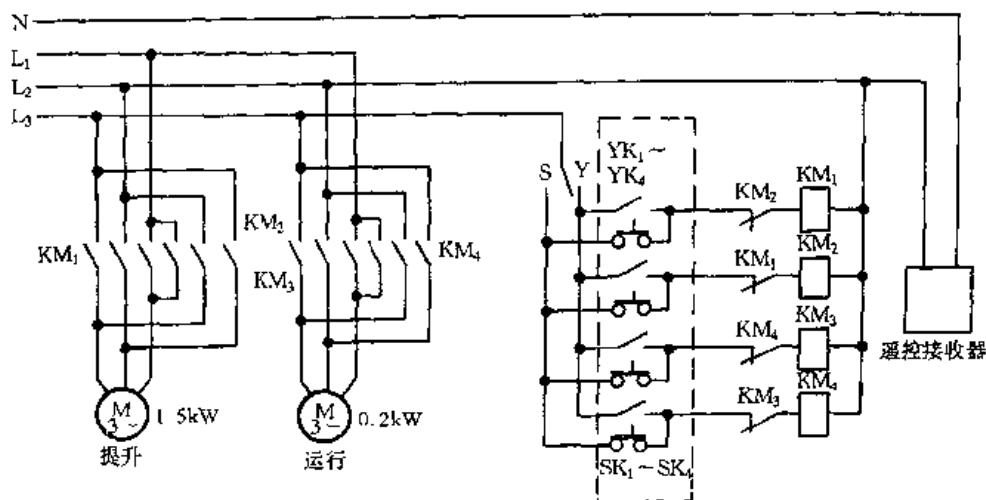 N
L₁
L₂
L₃
KM₁
KM₂
KM₃
KM₄
M
3~
1.5kW
提升
M
3~
0.2kW
运行
S
Y
YK₁~
YK₄
KM₂
KM₁
KM₁
KM₂
KM₄
KM₃
KM₃
KM₄
SK₁~SK₄
遥控接收器